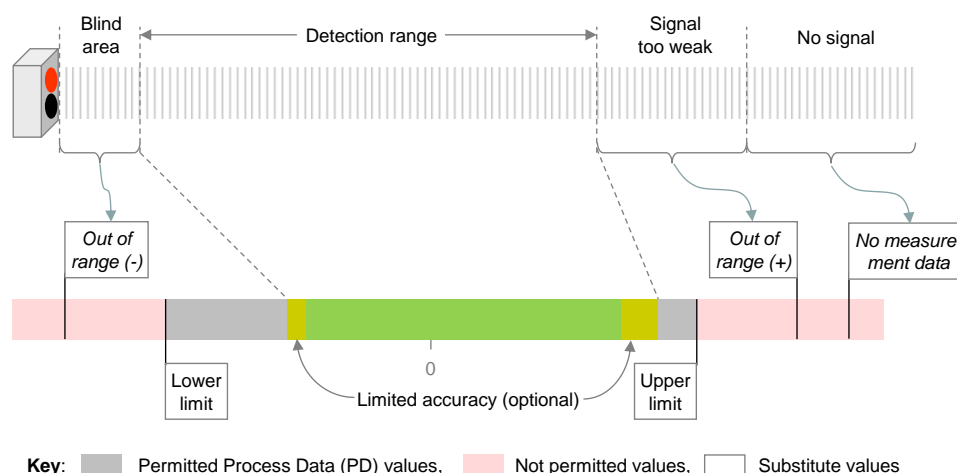 Blind
area
Detection range
Signal
too weak
No signal
Out of
range (-)
Out of
range (+)
No measure
ment data
0
Lower
limit
Limited accuracy (optional)
Upper
limit
Key: Permitted Process Data (PD) values, Not permitted values, Substitute values